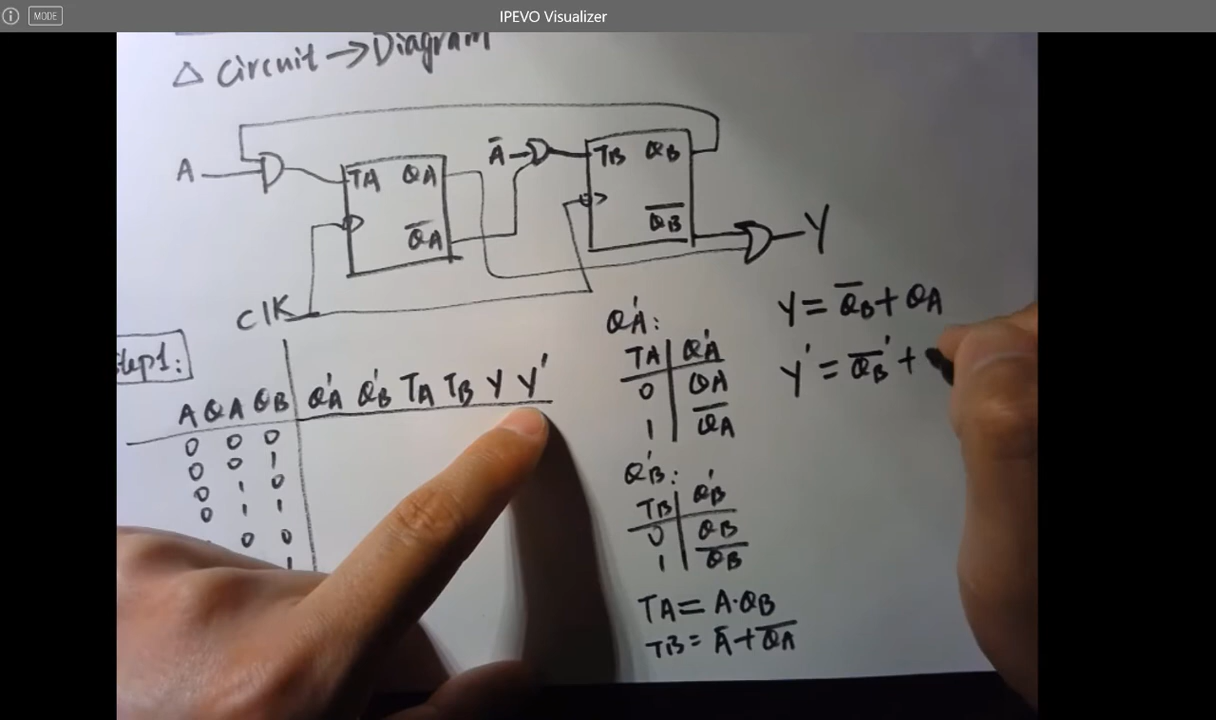 MODE IPEVO Visualizer
△ Circuit → Diagram
A
TA QA
Q̅A̅
A̅
TB QB
Q̅B̅
Y
CLK
Step1:
A QA QB Q'A Q'B TA TB Y Y'
0 0 0
0 0 1
0 1 0
0 1 1
0 0
1
Q'A:
TA Q'A
0 QA
1 Q̅A̅
Q'B:
TB Q'B
0 QB
1 Q̅B̅
TA = A·QB
TB = A̅ + Q̅A̅
Y = Q̅B̅ + QA
Y' = Q̅B̅' +